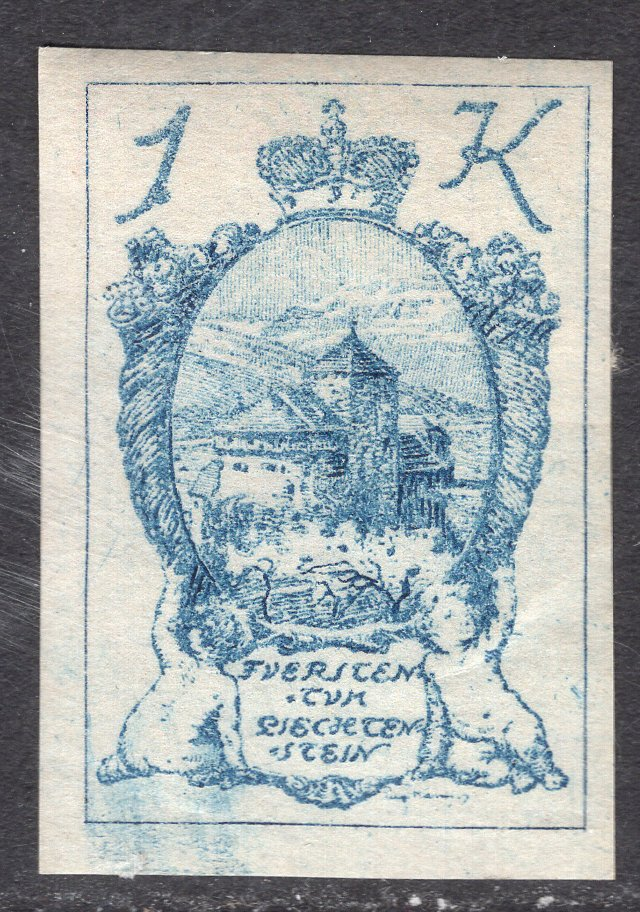 1 K
FVERSTEN
·TVM
LIECHTEN
·STEIN